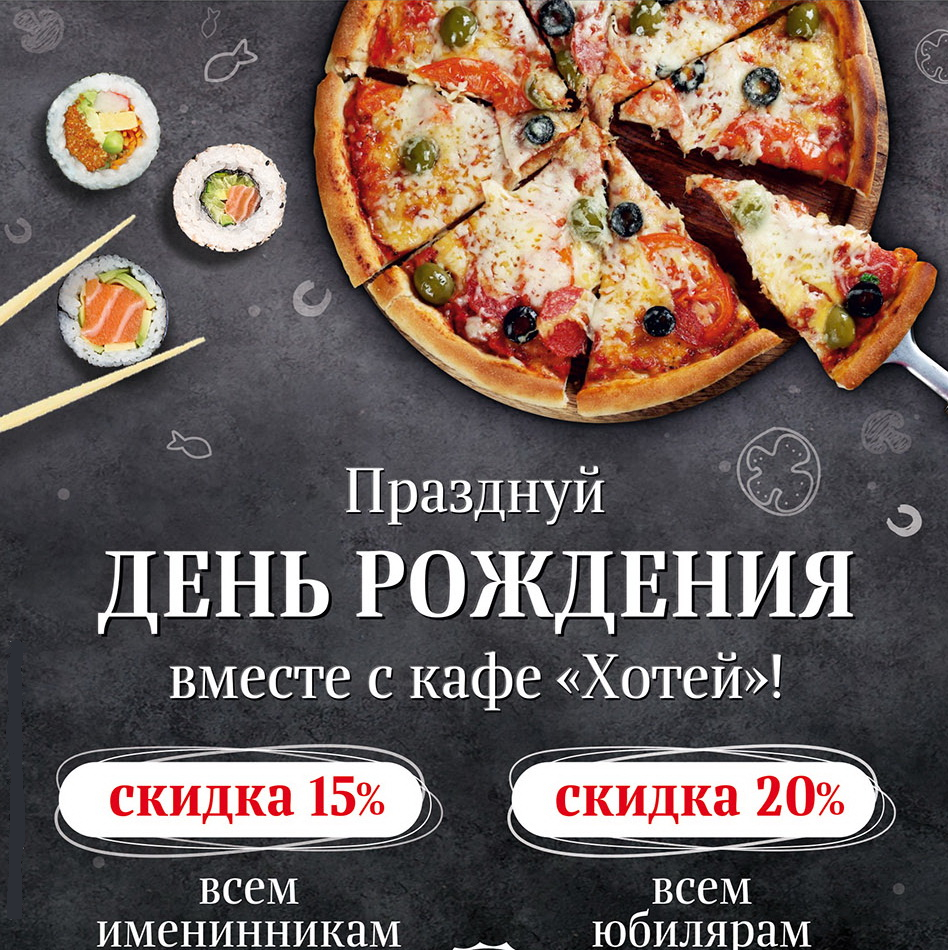 Празднуй
ДЕНЬ РОЖДЕНИЯ
вместе с кафе «Хотей»!
скидка 15%
всем
именинникам
скидка 20%
всем
юбилярам